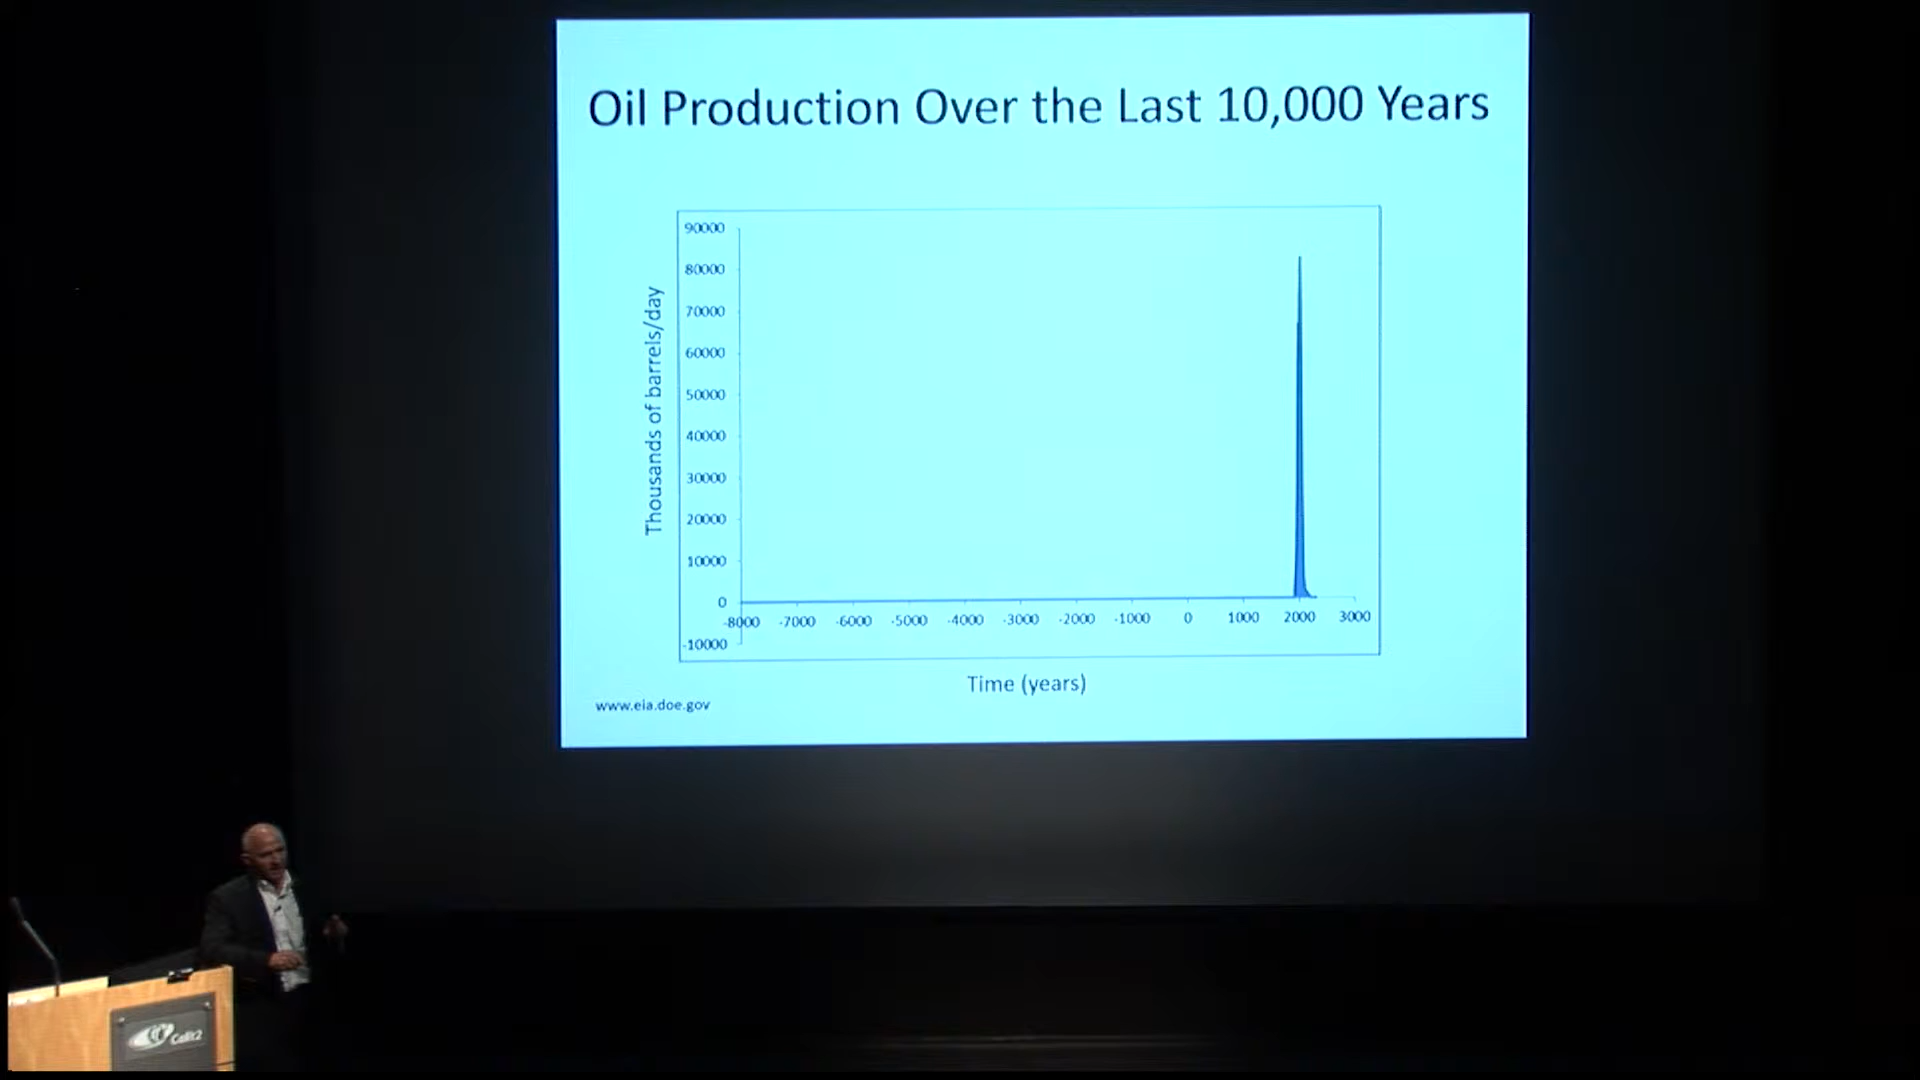 Oil Production Over the Last 10,000 Years
90000
80000
70000
60000
50000
40000
30000
20000
10000
0
-10000
Thousands of barrels/day
-8000 -7000 -6000 -5000 -4000 -3000 -2000 -1000 0 1000 2000 3000
Time (years)
www.eia.doe.gov
Calit2